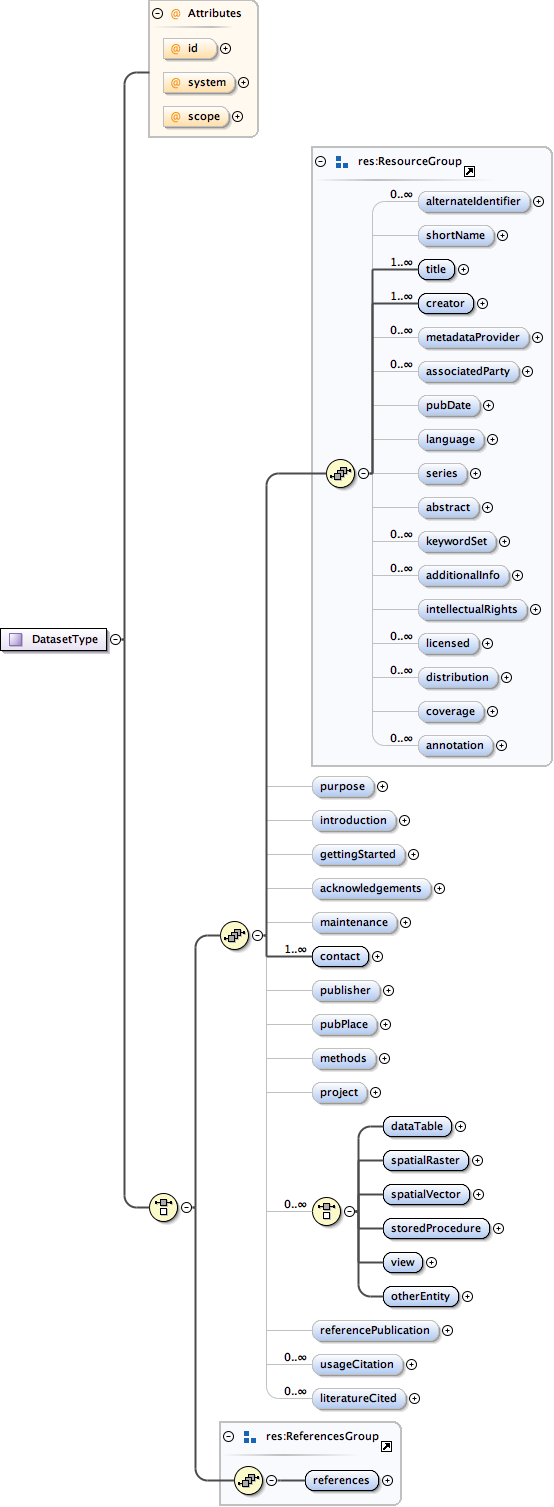 Attributes
@ id
@ system
@ scope
res:ResourceGroup
0..∞ alternateIdentifier
shortName
1..∞ title
1..∞ creator
0..∞ metadataProvider
0..∞ associatedParty
pubDate
language
series
abstract
0..∞ keywordSet
0..∞ additionalInfo
intellectualRights
0..∞ licensed
0..∞ distribution
coverage
0..∞ annotation
DatasetType
purpose
introduction
gettingStarted
acknowledgements
maintenance
1..∞ contact
publisher
pubPlace
methods
project
0..∞
dataTable
spatialRaster
spatialVector
storedProcedure
view
otherEntity
referencePublication
0..∞ usageCitation
0..∞ literatureCited
res:ReferencesGroup
references